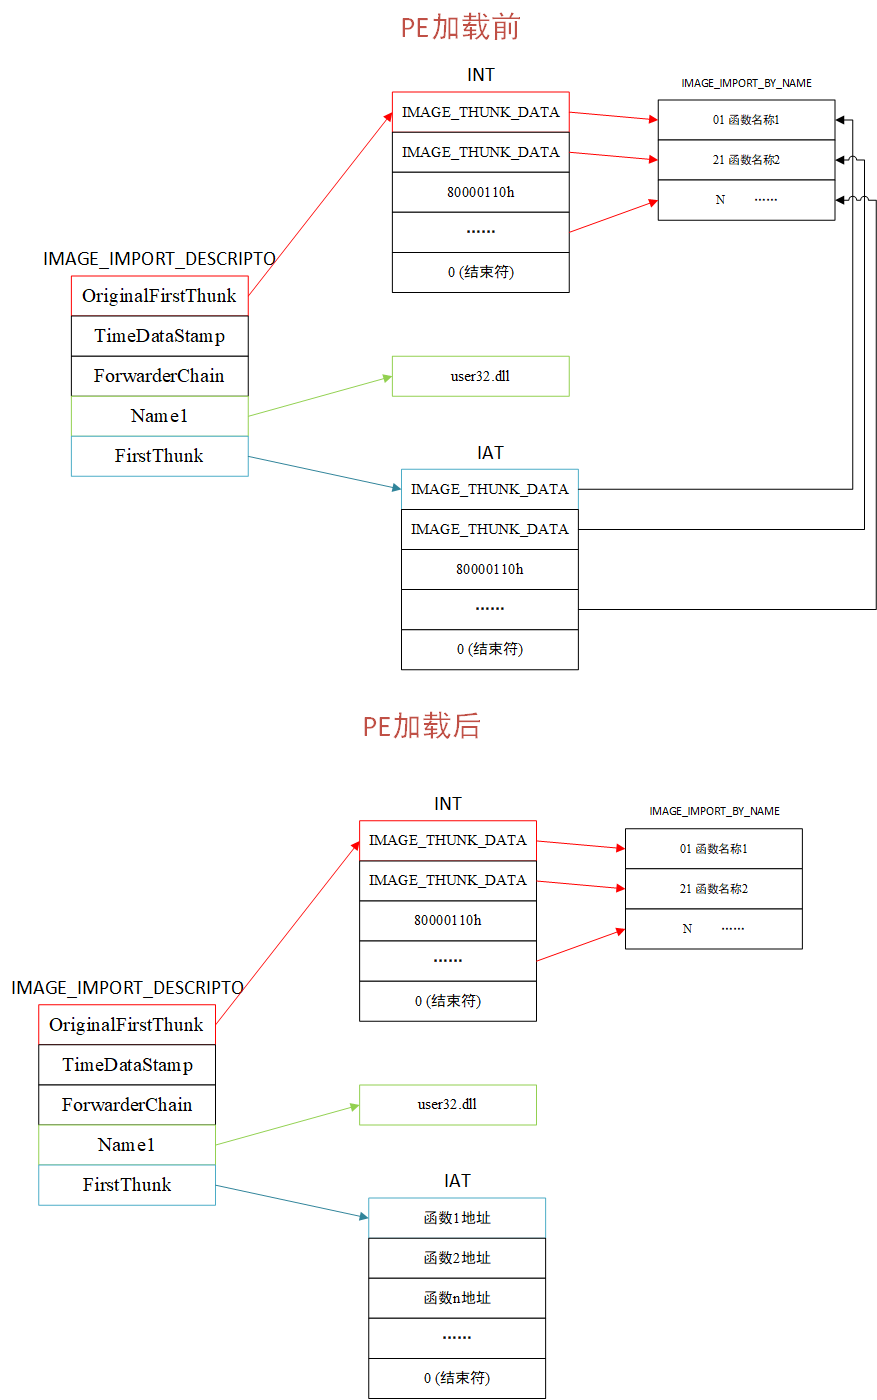 PE加载前
INT
IMAGE_IMPORT_BY_NAME
IMAGE_THUNK_DATA
01 函数名称1
IMAGE_THUNK_DATA
21 函数名称2
80000110h
N ……
……
0 (结束符)
IMAGE_IMPORT_DESCRIPTO
OriginalFirstThunk
TimeDataStamp
ForwarderChain
user32.dll
Name1
FirstThunk
IAT
IMAGE_THUNK_DATA
IMAGE_THUNK_DATA
80000110h
……
0 (结束符)
PE加载后
INT
IMAGE_IMPORT_BY_NAME
IMAGE_THUNK_DATA
01 函数名称1
IMAGE_THUNK_DATA
21 函数名称2
80000110h
N ……
……
0 (结束符)
IMAGE_IMPORT_DESCRIPTO
OriginalFirstThunk
TimeDataStamp
ForwarderChain
user32.dll
Name1
FirstThunk
IAT
函数1地址
函数2地址
函数n地址
……
0 (结束符)